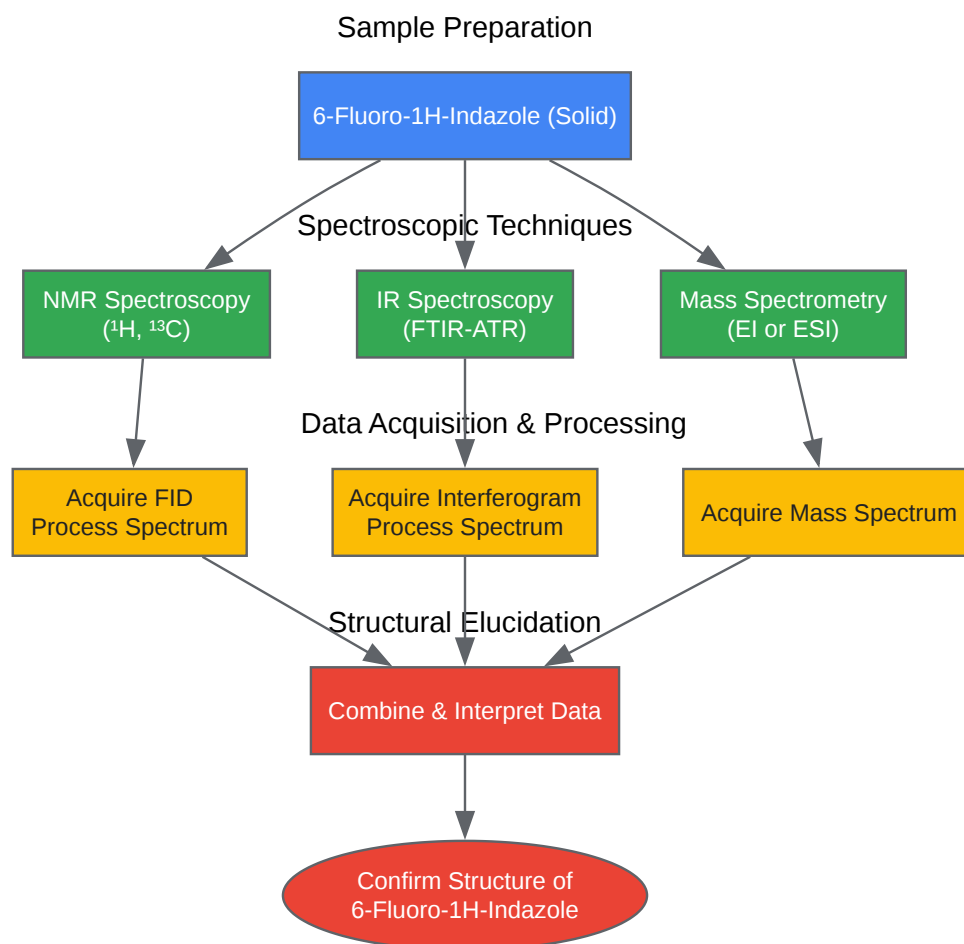 Sample Preparation
6-Fluoro-1H-Indazole (Solid)
Spectroscopic Techniques
NMR Spectroscopy
(¹H, ¹³C)
IR Spectroscopy
(FTIR-ATR)
Mass Spectrometry
(EI or ESI)
Data Acquisition & Processing
Acquire FID
Process Spectrum
Acquire Interferogram
Process Spectrum
Acquire Mass Spectrum
Structural Elucidation
Combine & Interpret Data
Confirm Structure of
6-Fluoro-1H-Indazole